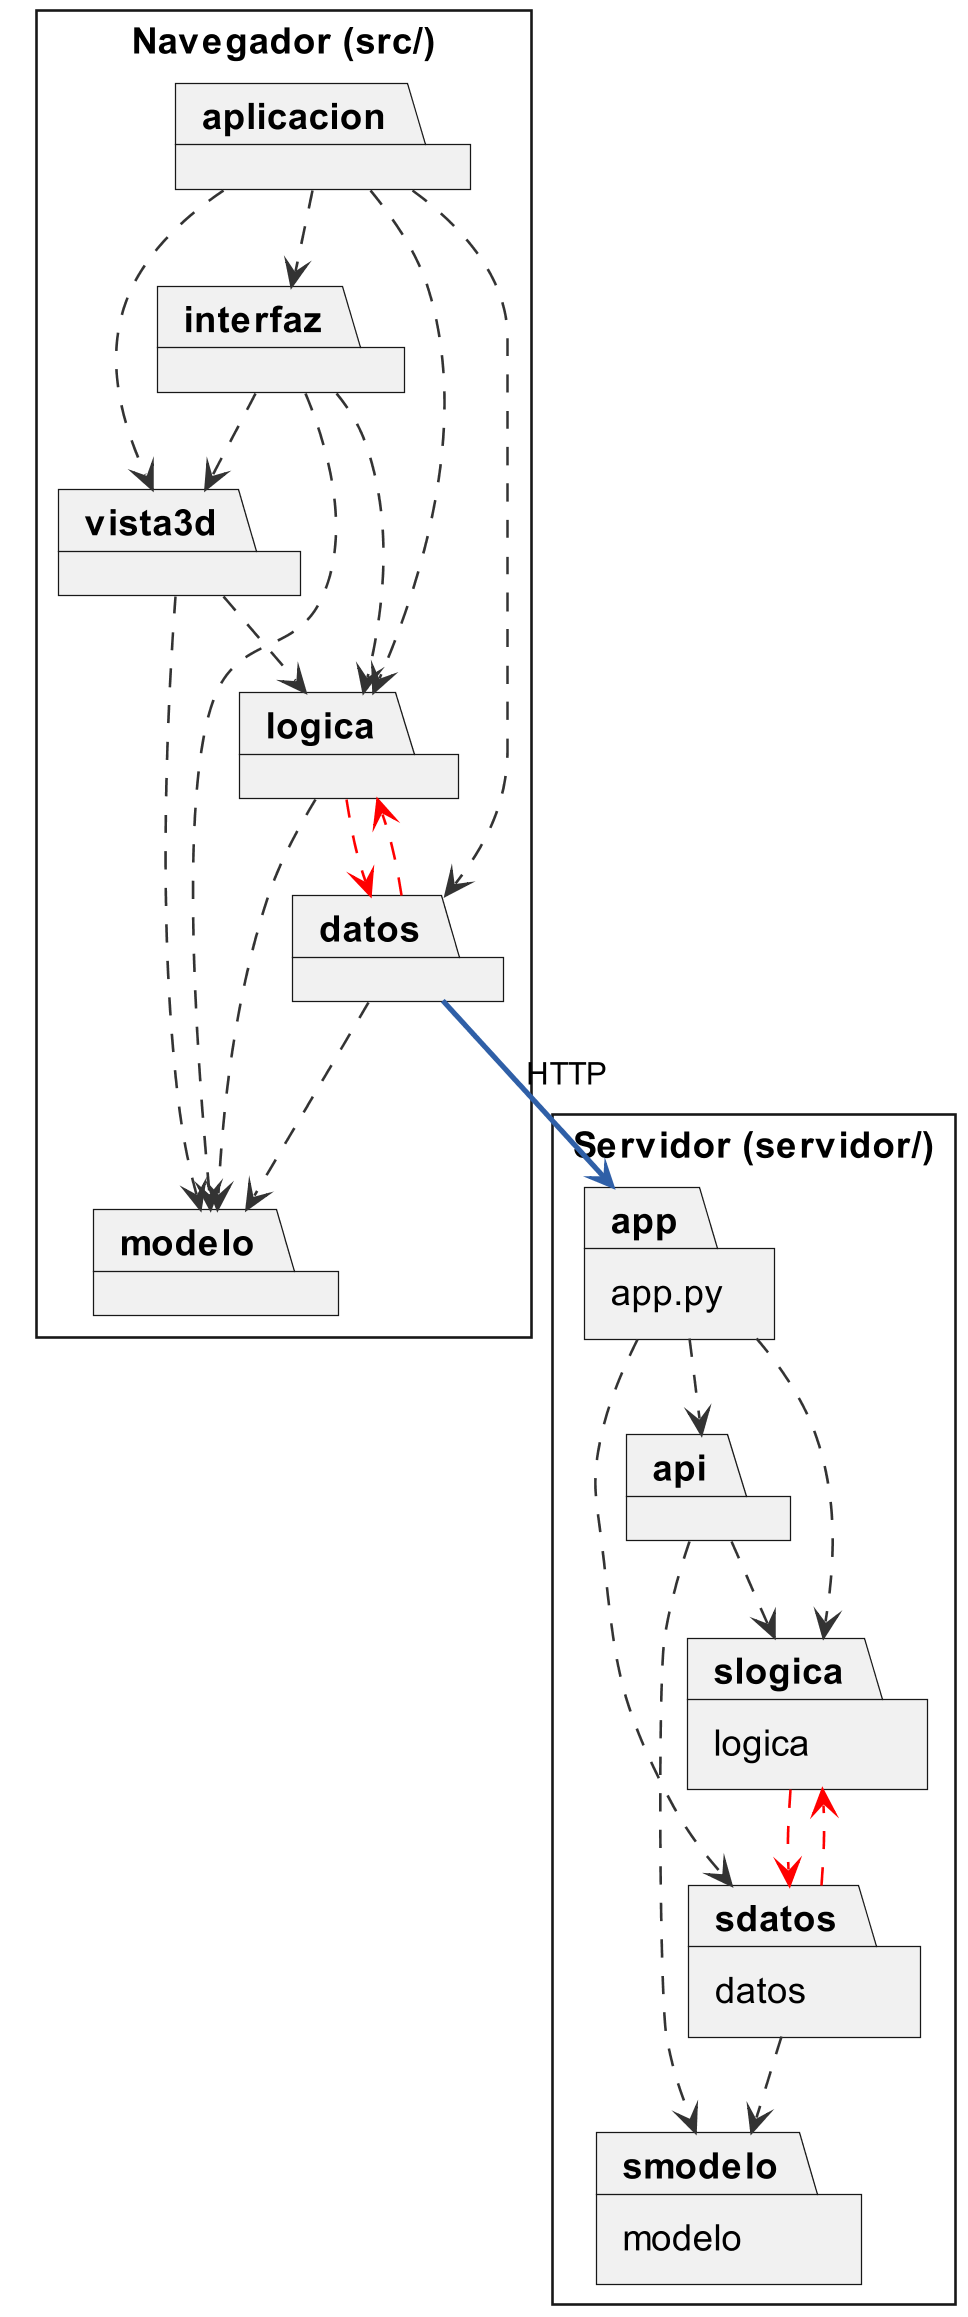 Navegador (src/)
aplicacion
interfaz
vista3d
logica
datos
HTTP
modelo
Servidor (servidor/)
app
app.py
api
slogica
logica
sdatos
datos
smodelo
modelo